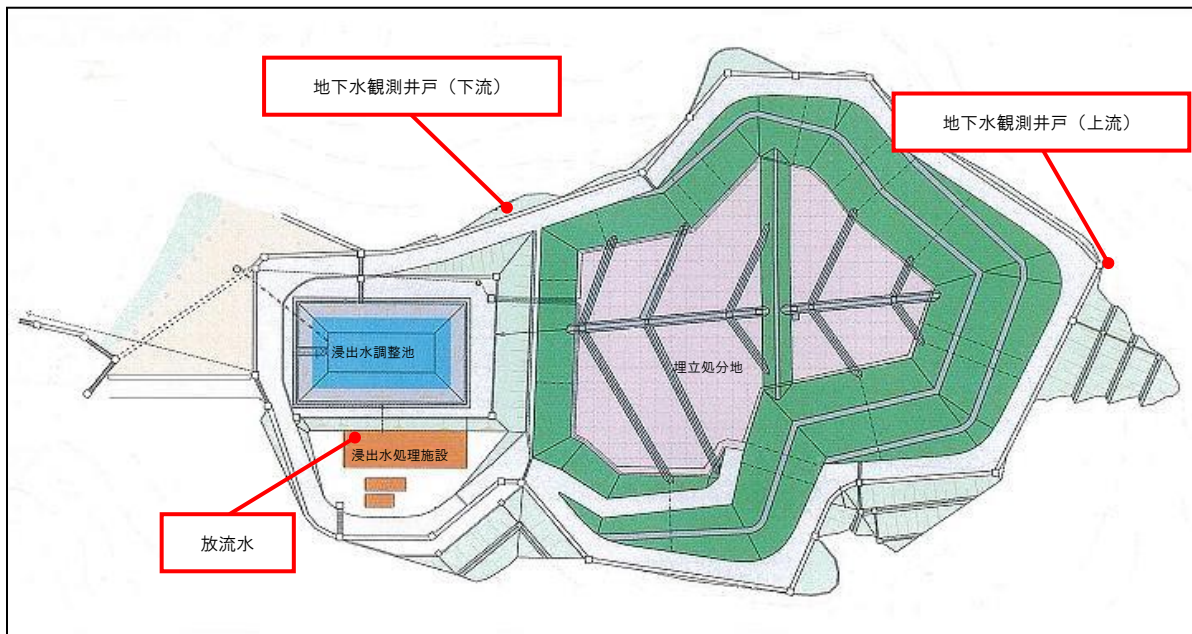 地下水観測井戸（下流）
地下水観測井戸（上流）
浸出水調整池
埋立処分地
浸出水処理施設
放流水